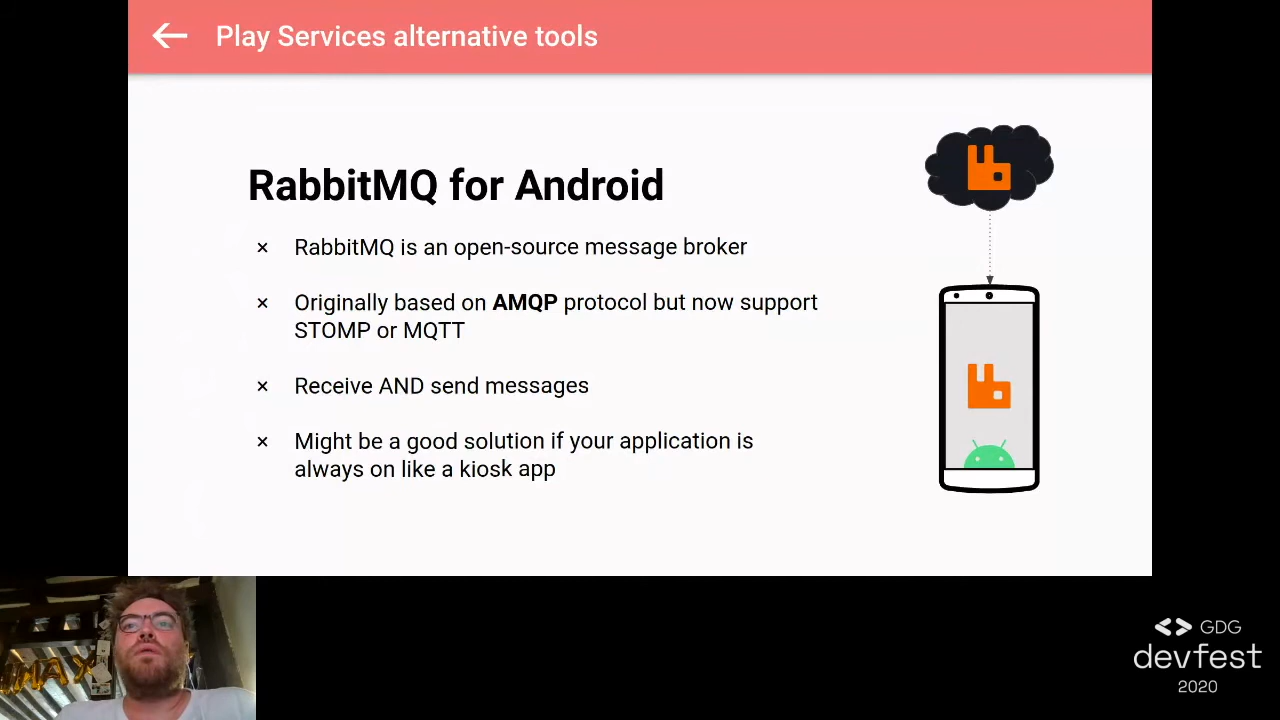 Play Services alternative tools
RabbitMQ for Android
× RabbitMQ is an open-source message broker
× Originally based on AMQP protocol but now support
STOMP or MQTT
× Receive AND send messages
× Might be a good solution if your application is
always on like a kiosk app
GDG
devfest
2020